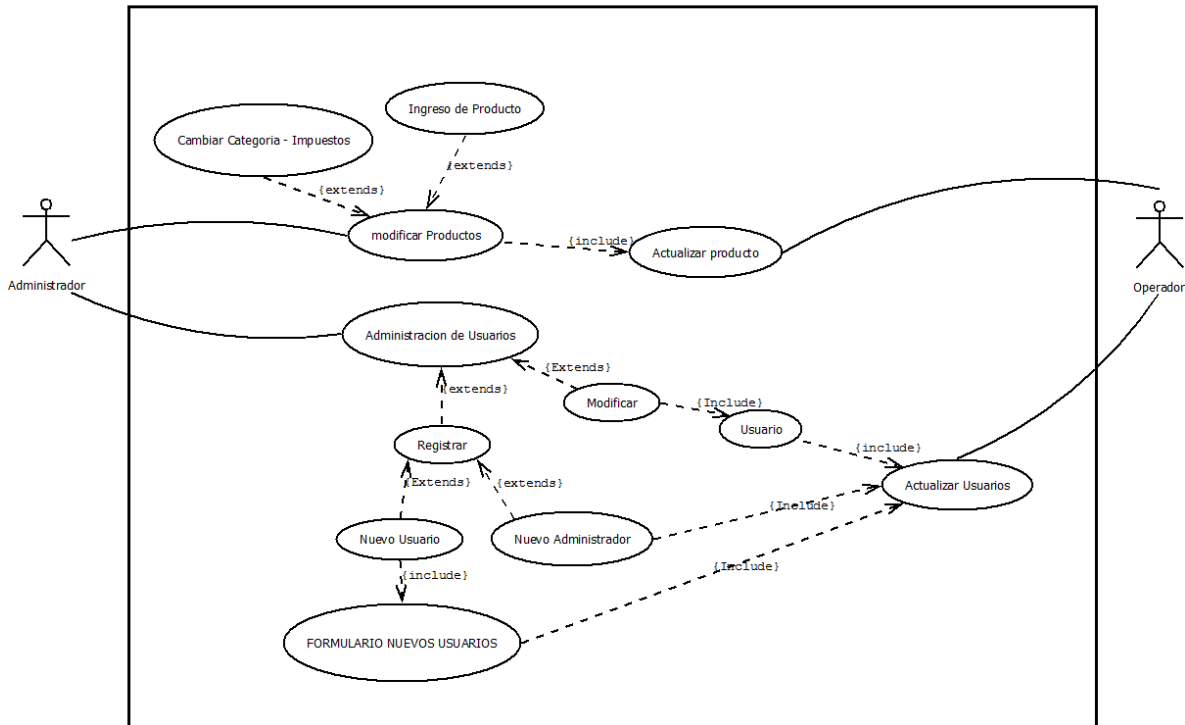 Ingreso de Producto
Cambiar Categoria - Impuestos
{extends}
{extends}
modificar Productos
{include}
Actualizar producto
Administrador
Operador
Administracion de Usuarios
{Extends}
{extends}
Modificar
{Include}
Usuario
Registrar
{include}
{Extends}
{extends}
Actualizar Usuarios
{Include}
Nuevo Usuario
Nuevo Administrador
{include}
{Include}
FORMULARIO NUEVOS USUARIOS